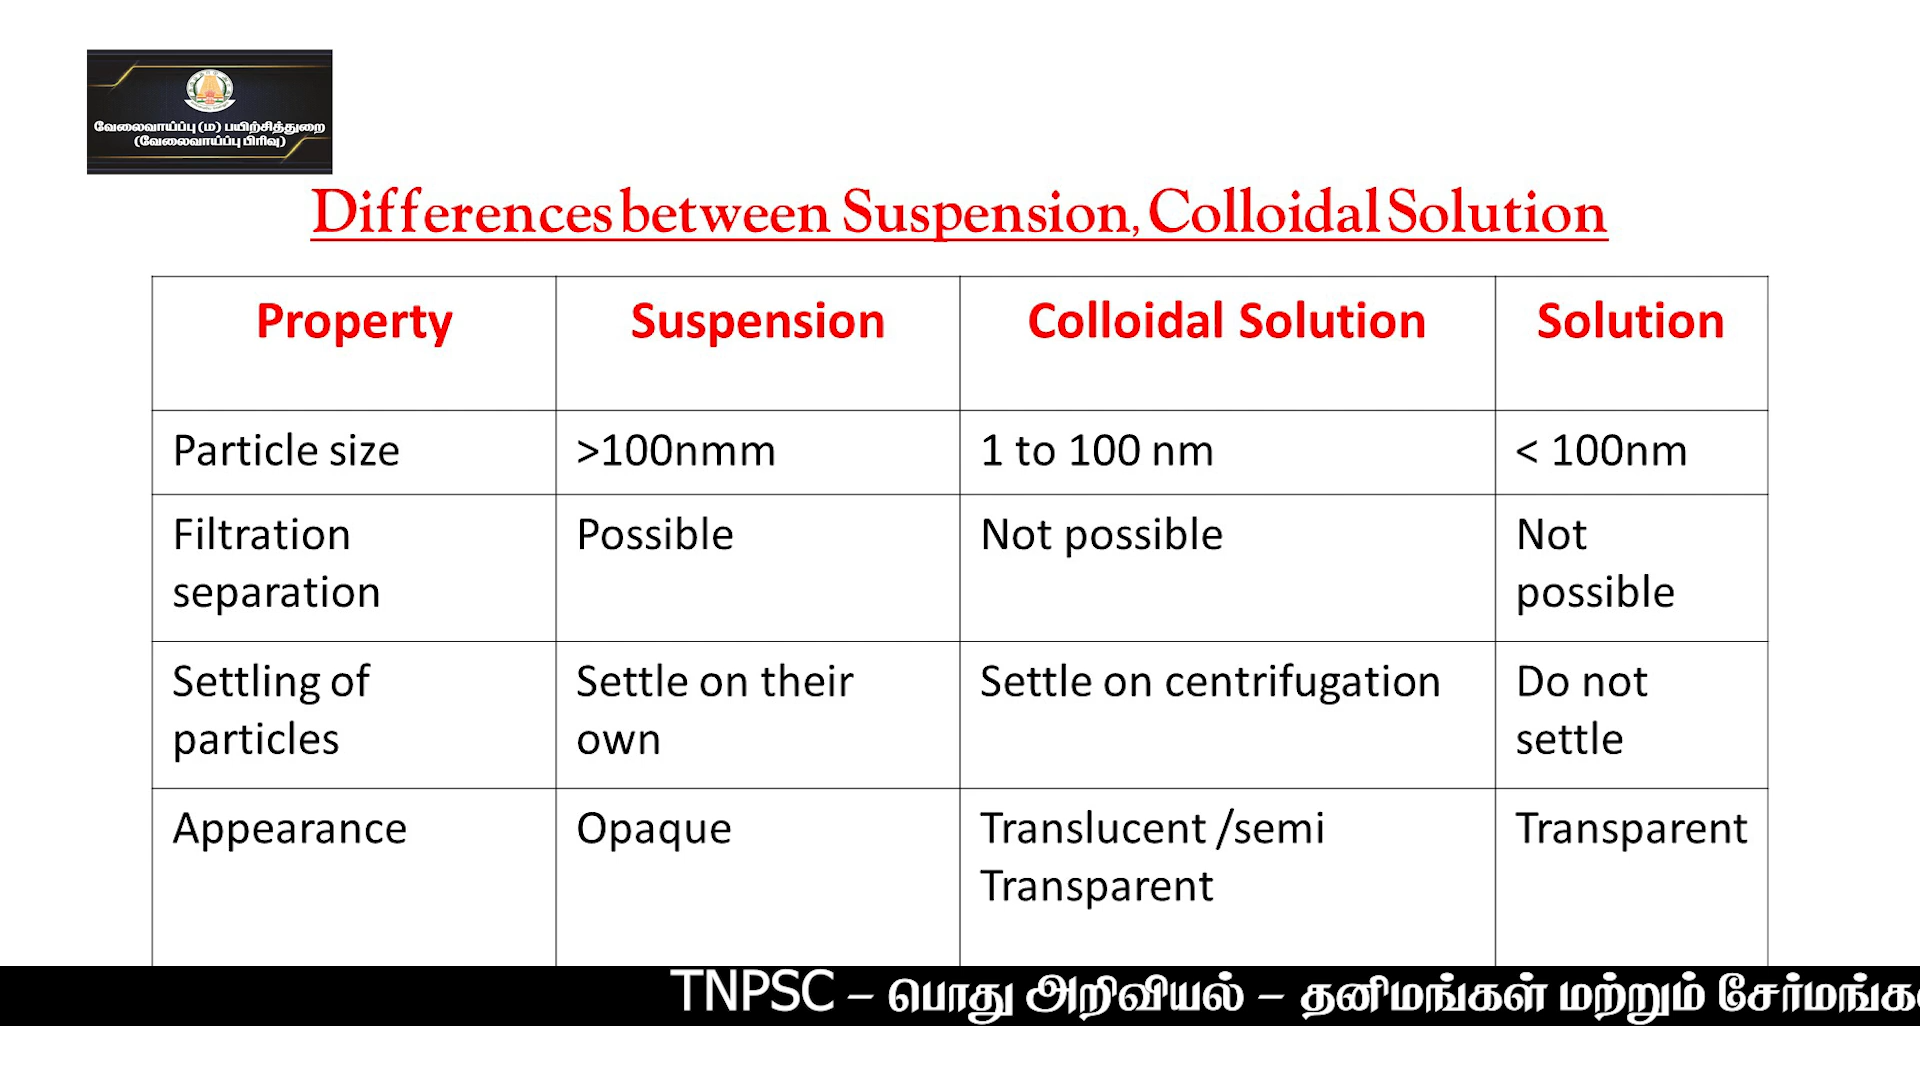 வேலைவாய்ப்பு (ம) பயிற்சித்துறை
(வேலைவாய்ப்பு பிரிவு)
Differences between Suspension, Colloidal Solution
Property Suspension Colloidal Solution Solution
Particle size >100nmm 1 to 100 nm < 100nm
Filtration Possible Not possible Not
separation possible
Settling of Settle on their Settle on centrifugation Do not
particles own settle
Appearance Opaque Translucent /semi Transparent
Transparent
TNPSC – பொது அறிவியல் – தனிமங்கள் மற்றும்